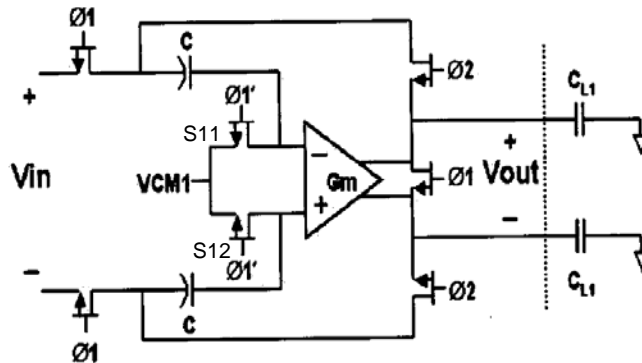 Ø1
C
Ø2
+
Ø1'
S11
CL1
+
−
Vin
VCM1
Gm
Ø1
Vout
+
−
S12
Ø1'
−
Ø2
CL1
C
Ø1